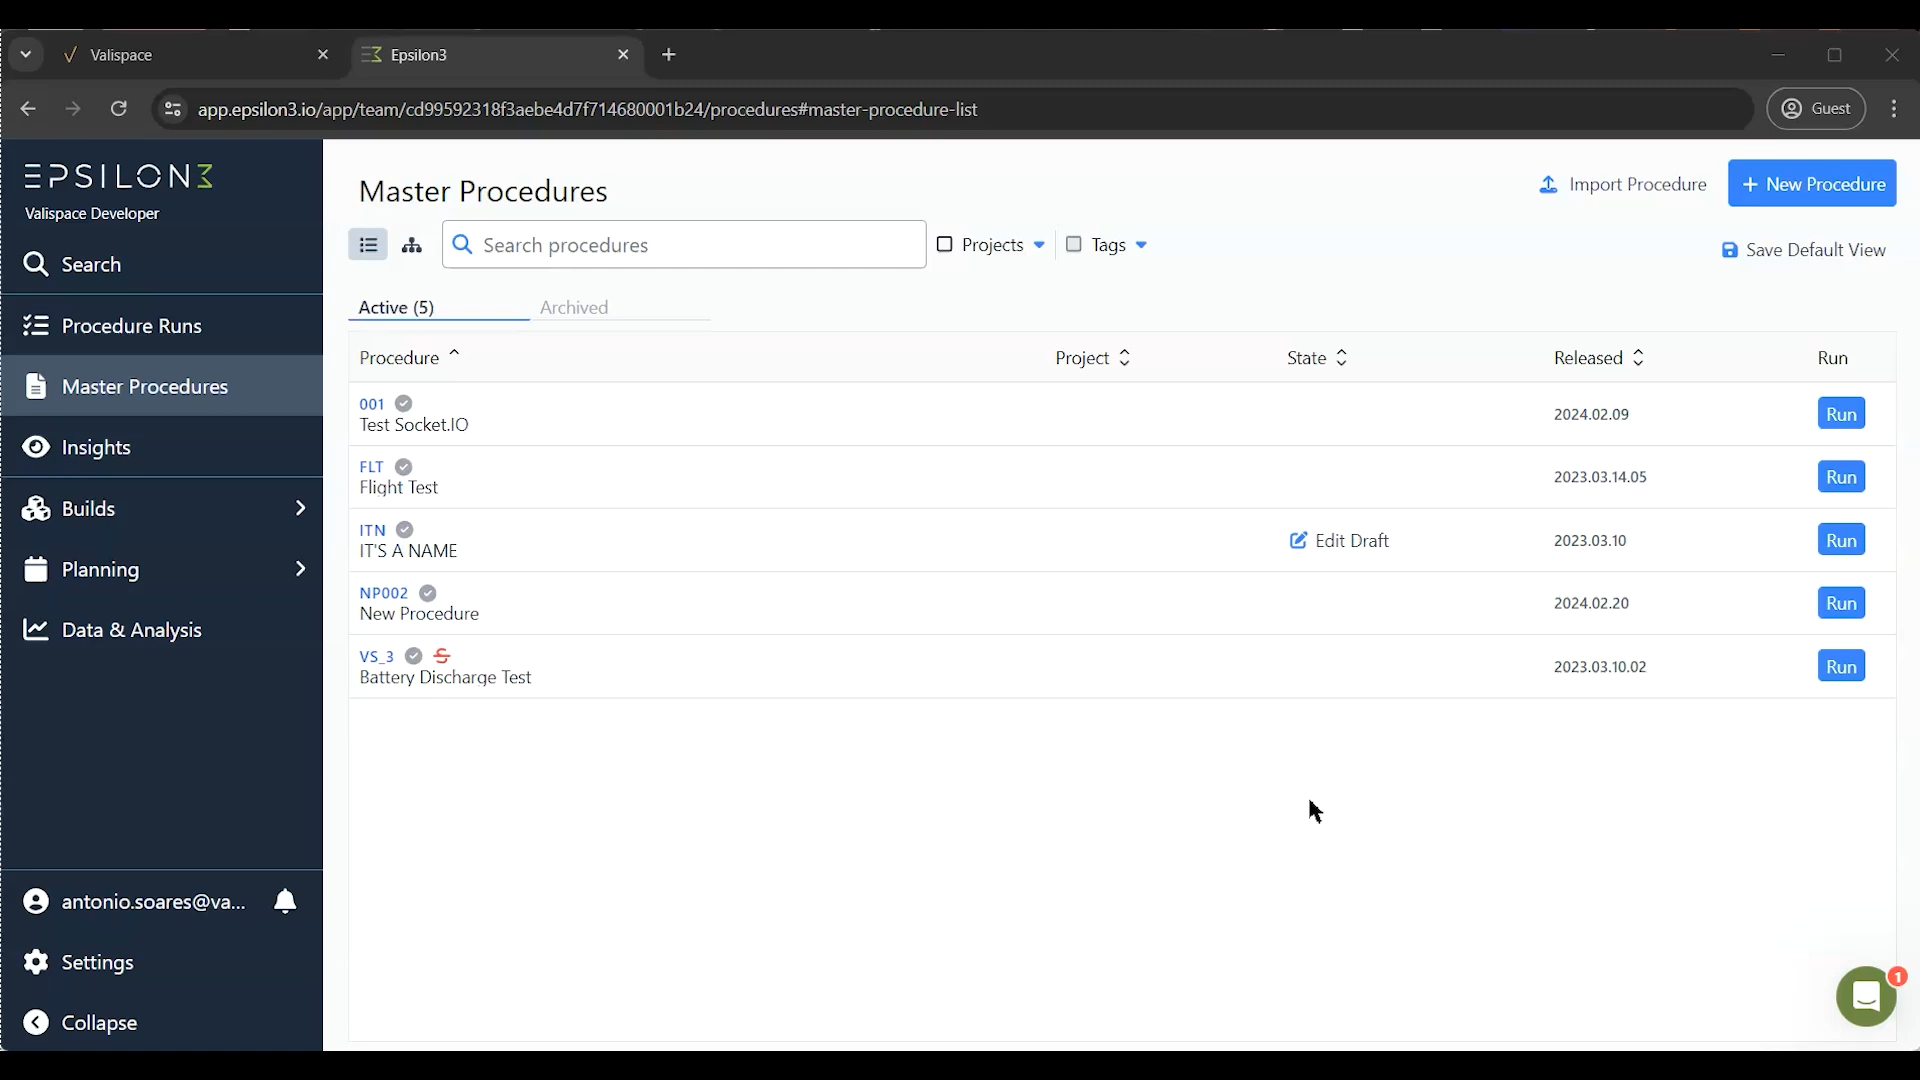 Valispace
Epsilon3
app.epsilon3.io/app/team/cd99592318f3aebe4d7f714680001b24/procedures#master-procedure-list
Guest
EPSILON3
Valispace Developer
Search
Procedure Runs
Master Procedures
Insights
Builds
Planning
Data & Analysis
antonio.soares@va...
Settings
Collapse
Master Procedures
Import Procedure
+ New Procedure
Search procedures
Projects
Tags
Save Default View
Active (5)
Archived
Procedure Project State Released Run
001
Test Socket.IO
2024.02.09
Run
FLT
Flight Test
2023.03.14.05
Run
ITN
IT'S A NAME
Edit Draft
2023.03.10
Run
NP002
New Procedure
2024.02.20
Run
VS_3
Battery Discharge Test
2023.03.10.02
Run
1